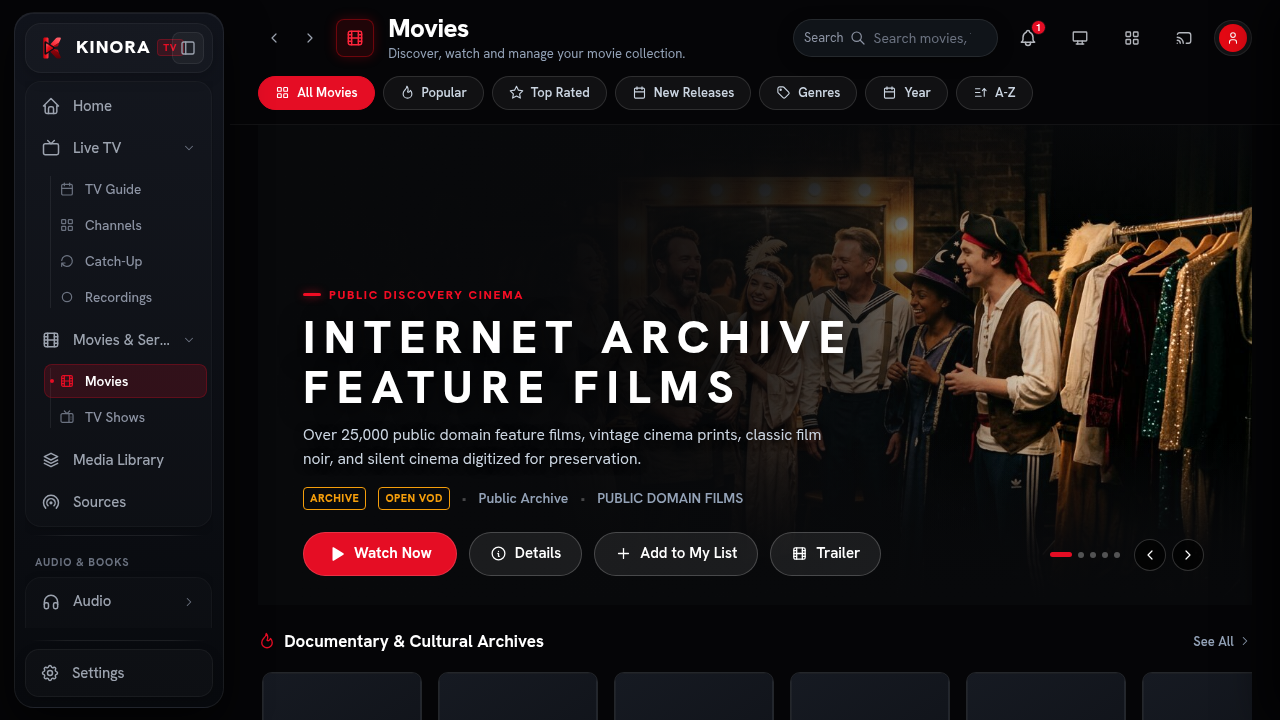 KINORA TV
Home
Live TV
TV Guide
Channels
Catch-Up
Recordings
Movies & Ser...
Movies
TV Shows
Media Library
Sources
AUDIO & BOOKS
Audio
Settings
Movies
Discover, watch and manage your movie collection.
Search
Search movies,
1
All Movies
Popular
Top Rated
New Releases
Genres
Year
A-Z
PUBLIC DISCOVERY CINEMA
INTERNET ARCHIVE
FEATURE FILMS
Over 25,000 public domain feature films, vintage cinema prints, classic film
noir, and silent cinema digitized for preservation.
ARCHIVE OPEN VOD • Public Archive • PUBLIC DOMAIN FILMS
Watch Now
Details
Add to My List
Trailer
Documentary & Cultural Archives
See All